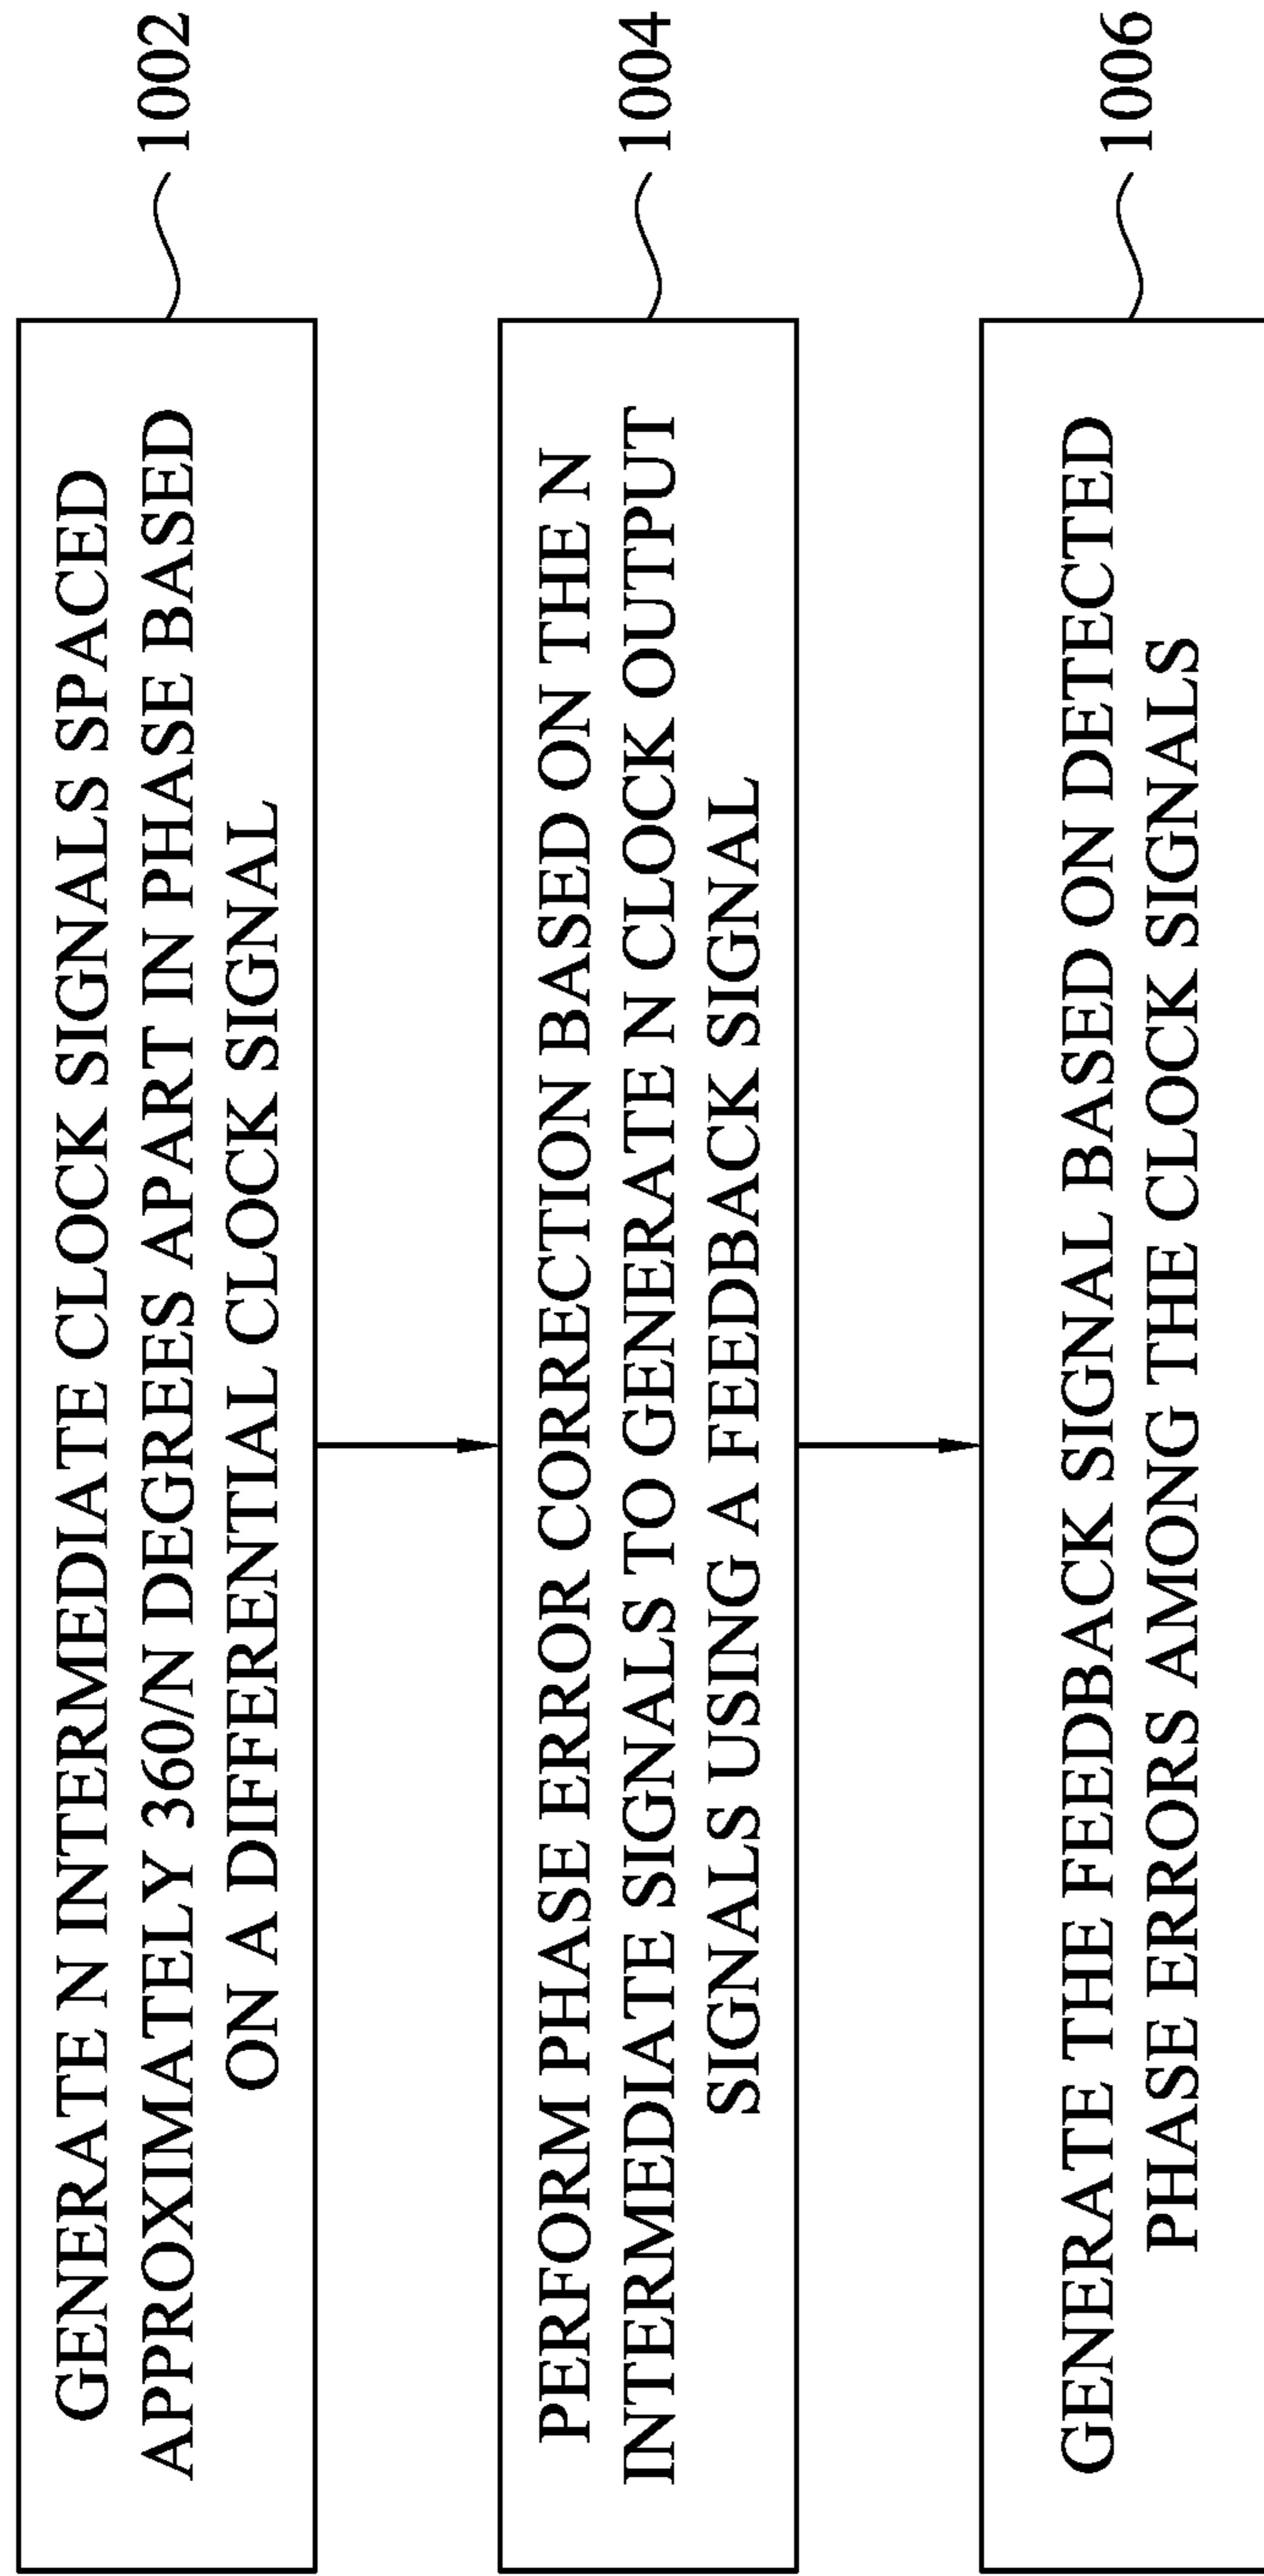 GENERATE N INTERMEDIATE CLOCK SIGNALS SPACED
APPROXIMATELY 360/N DEGREES APART IN PHASE BASED
ON A DIFFERENTIAL CLOCK SIGNAL
1002
PERFORM PHASE ERROR CORRECTION BASED ON THE N
INTERMEDIATE SIGNALS TO GENERATE N CLOCK OUTPUT
SIGNALS USING A FEEDBACK SIGNAL
1004
GENERATE THE FEEDBACK SIGNAL BASED ON DETECTED
PHASE ERRORS AMONG THE CLOCK SIGNALS
1006